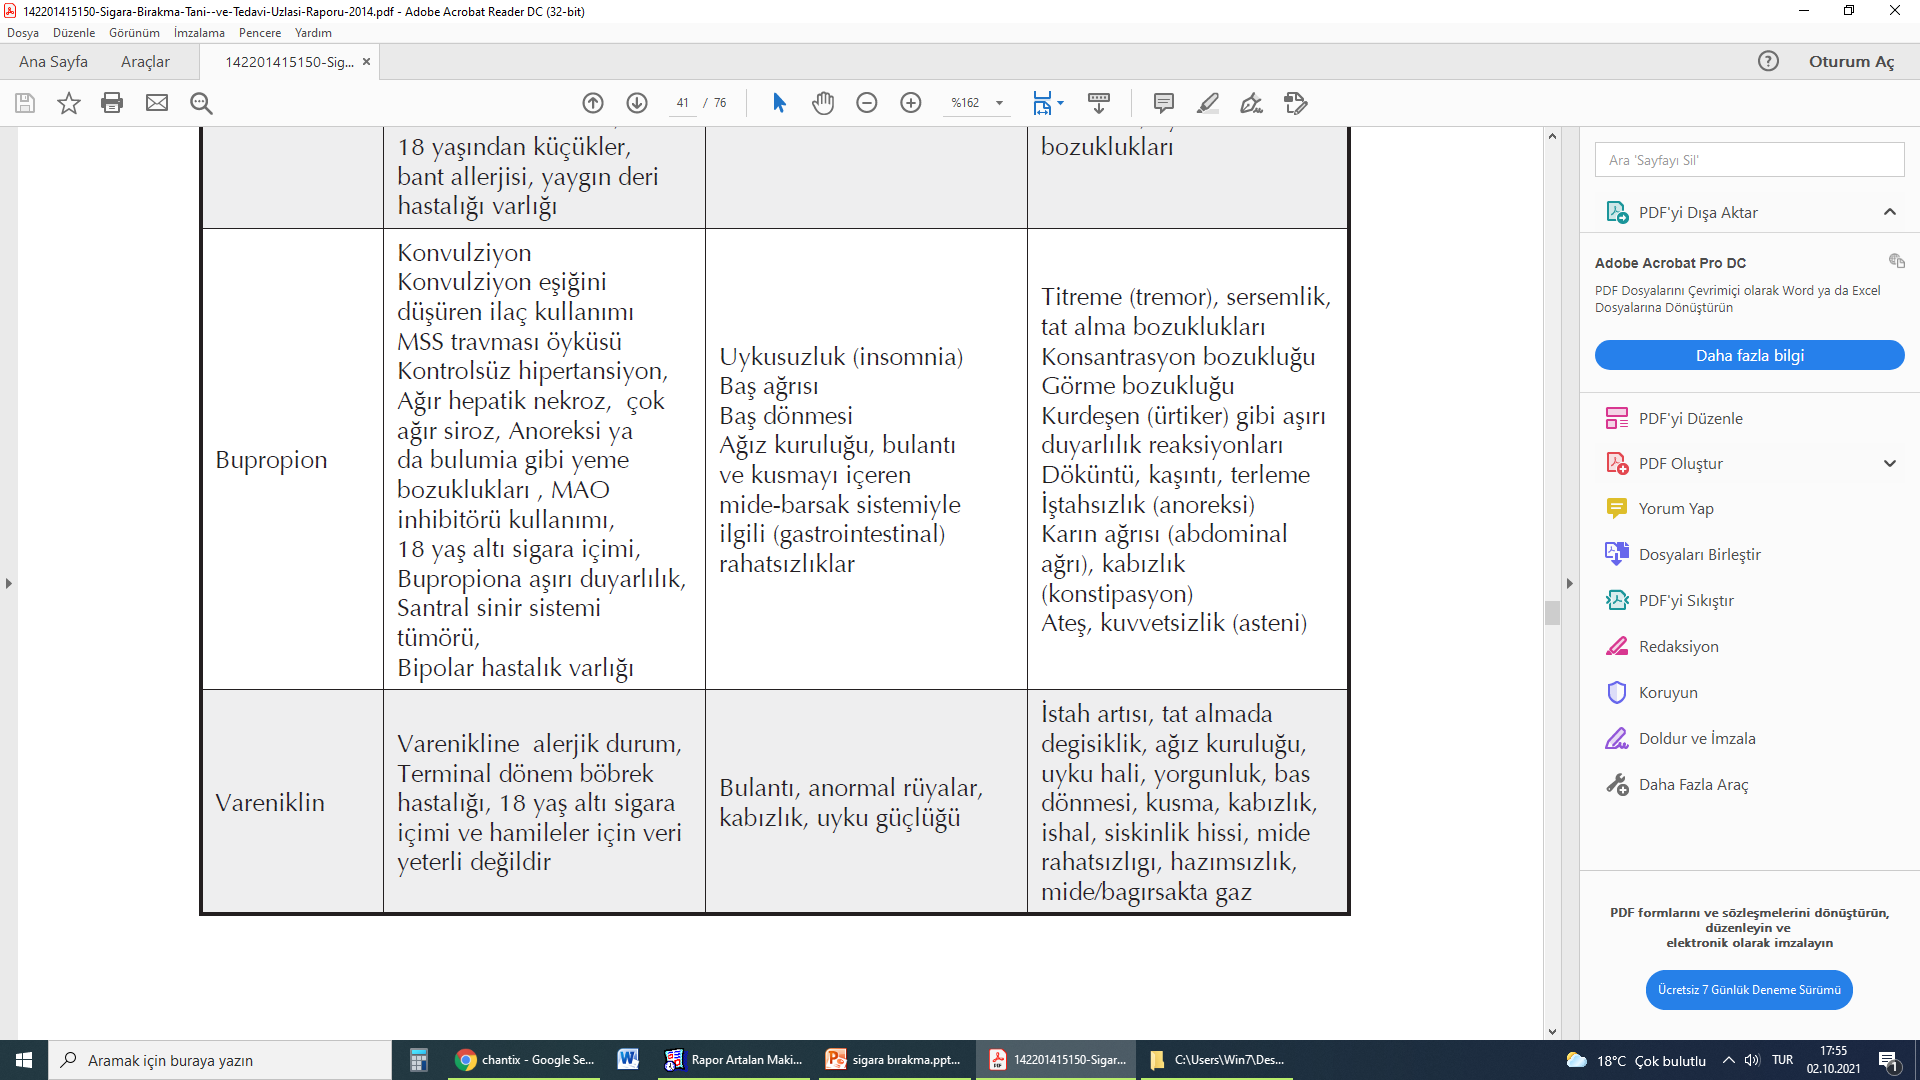 142201415150-Sigara-Birakma-Tani--ve-Tedavi-Uzlasi-Raporu-2014.pdf - Adobe Acrobat Reader DC (32-bit)
Dosya Düzenle Görünüm İmzalama Pencere Yardım
Ana Sayfa Araçlar 142201415150-Sig... Oturum Aç
41 / 76 %162
18 yaşından küçükler,
bant allerjisi, yaygın deri
hastalığı varlığı
bozuklukları
Bupropion
Konvulziyon
Konvulziyon eşiğini
düşüren ilaç kullanımı
MSS travması öyküsü
Kontrolsüz hipertansiyon,
Ağır hepatik nekroz, çok
ağır siroz, Anoreksi ya
da bulumia gibi yeme
bozuklukları , MAO
inhibitörü kullanımı,
18 yaş altı sigara içimi,
Bupropiona aşırı duyarlılık,
Santral sinir sistemi
tümörü,
Bipolar hastalık varlığı
Uykusuzluk (insomnia)
Baş ağrısı
Baş dönmesi
Ağız kuruluğu, bulantı
ve kusmayı içeren
mide-barsak sistemiyle
ilgili (gastrointestinal)
rahatsızlıklar
Titreme (tremor), sersemlik,
tat alma bozuklukları
Konsantrasyon bozukluğu
Görme bozukluğu
Kurdeşen (ürtiker) gibi aşırı
duyarlılık reaksiyonları
Döküntü, kaşıntı, terleme
İştahsızlık (anoreksi)
Karın ağrısı (abdominal
ağrı), kabızlık
(konstipasyon)
Ateş, kuvvetsizlik (asteni)
Vareniklin
Varenikline alerjik durum,
Terminal dönem böbrek
hastalığı, 18 yaş altı sigara
içimi ve hamileler için veri
yeterli değildir
Bulantı, anormal rüyalar,
kabızlık, uyku güçlüğü
İstah artısı, tat almada
degisiklik, ağız kuruluğu,
uyku hali, yorgunluk, bas
dönmesi, kusma, kabızlık,
ishal, siskinlik hissi, mide
rahatsızlıgı, hazımsızlık,
mide/bagırsakta gaz
Ara 'Sayfayı Sil'
PDF'yi Dışa Aktar
Adobe Acrobat Pro DC
PDF Dosyalarını Çevrimiçi olarak Word ya da Excel
Dosyalarına Dönüştürün
Daha fazla bilgi
PDF'yi Düzenle
PDF Oluştur
Yorum Yap
Dosyaları Birleştir
PDF'yi Sıkıştır
Redaksiyon
Koruyun
Doldur ve İmzala
Daha Fazla Araç
PDF formlarını ve sözleşmelerini dönüştürün,
düzenleyin ve
elektronik olarak imzalayın
Ücretsiz 7 Günlük Deneme Sürümü
Aramak için buraya yazın
chantix - Google Se...
Rapor Artalan Maki...
sigara bırakma.ppt...
142201415150-Sigar...
C:\Users\Win7\Des...
18°C Çok bulutlu
TUR
17:55
02.10.2021
1